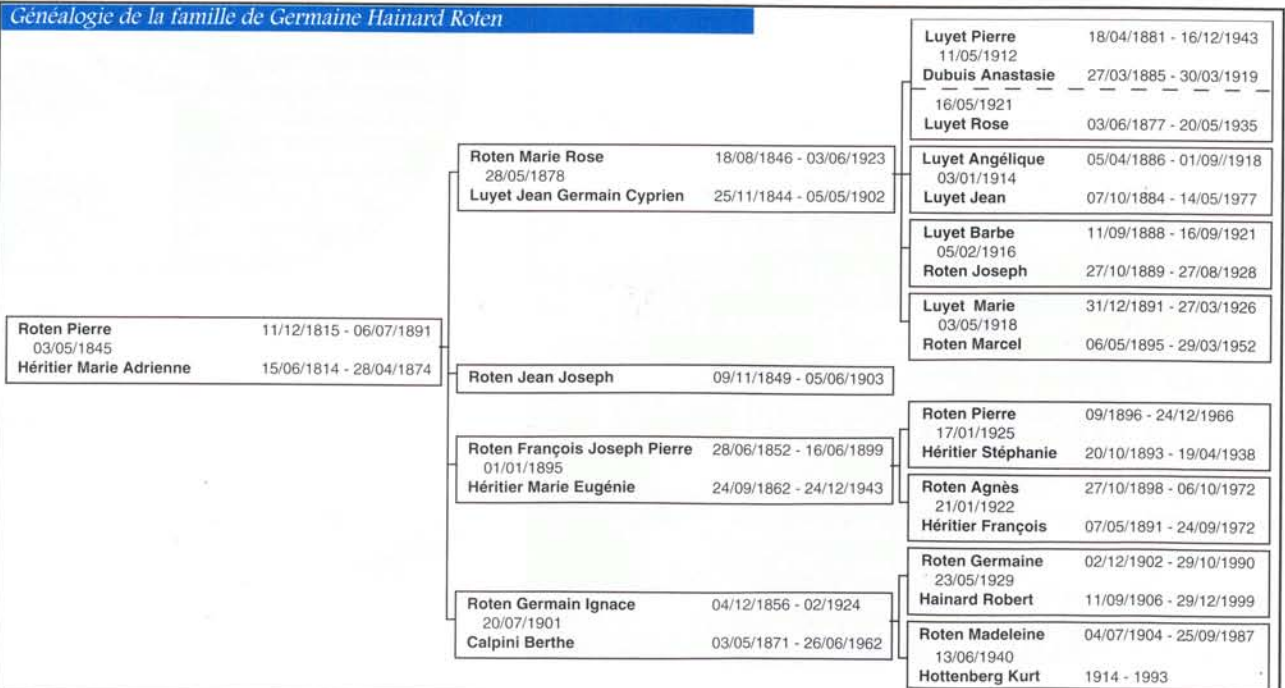 Généalogie de la famille de Germaine Hainard Roten
Roten Pierre 11/12/1815 - 06/07/1891
03/05/1845
Héritier Marie Adrienne 15/06/1814 - 28/04/1874
Roten Marie Rose 18/08/1846 - 03/06/1923
28/05/1878
Luyet Jean Germain Cyprien 25/11/1844 - 05/05/1902
Roten Jean Joseph 09/11/1849 - 05/06/1903
Roten François Joseph Pierre 28/06/1852 - 16/06/1899
01/01/1895
Héritier Marie Eugénie 24/09/1862 - 24/12/1943
Roten Germain Ignace 04/12/1856 - 02/1924
20/07/1901
Calpini Berthe 03/05/1871 - 26/06/1962
Luyet Pierre 18/04/1881 - 16/12/1943
11/05/1912
Dubuis Anastasie 27/03/1885 - 30/03/1919
16/05/1921
Luyet Rose 03/06/1877 - 20/05/1935
Luyet Angélique 05/04/1886 - 01/09//1918
03/01/1914
Luyet Jean 07/10/1884 - 14/05/1977
Luyet Barbe 11/09/1888 - 16/09/1921
05/02/1916
Roten Joseph 27/10/1889 - 27/08/1928
Luyet Marie 31/12/1891 - 27/03/1926
03/05/1918
Roten Marcel 06/05/1895 - 29/03/1952
Roten Pierre 09/1896 - 24/12/1966
17/01/1925
Héritier Stéphanie 20/10/1893 - 19/04/1938
Roten Agnès 27/10/1898 - 06/10/1972
21/01/1922
Héritier François 07/05/1891 - 24/09/1972
Roten Germaine 02/12/1902 - 29/10/1990
23/05/1929
Hainard Robert 11/09/1906 - 29/12/1999
Roten Madeleine 04/07/1904 - 25/09/1987
13/06/1940
Hottenberg Kurt 1914 - 1993